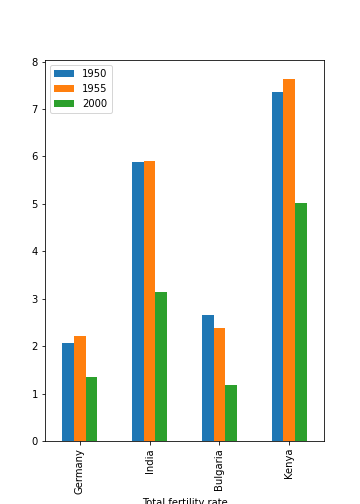 8
7
6
5
4
3
2
1
0
1950
1955
2000
Germany
India
Bulgaria
Kenya
Total fertility rate